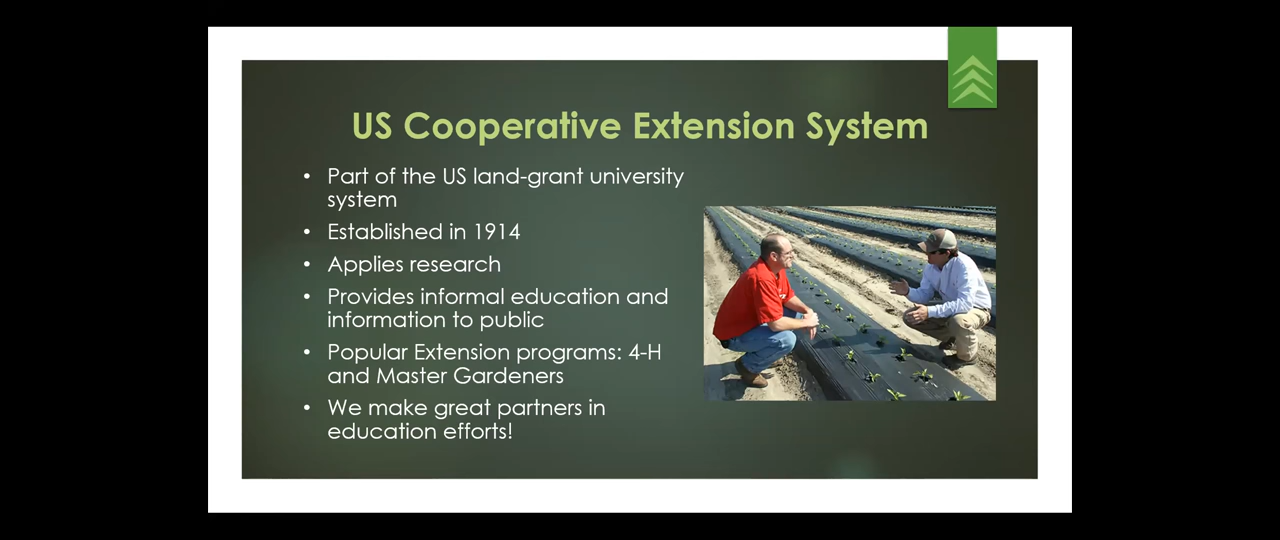 US Cooperative Extension System
• Part of the US land-grant university
system
• Established in 1914
• Applies research
• Provides informal education and
information to public
• Popular Extension programs: 4-H
and Master Gardeners
• We make great partners in
education efforts!